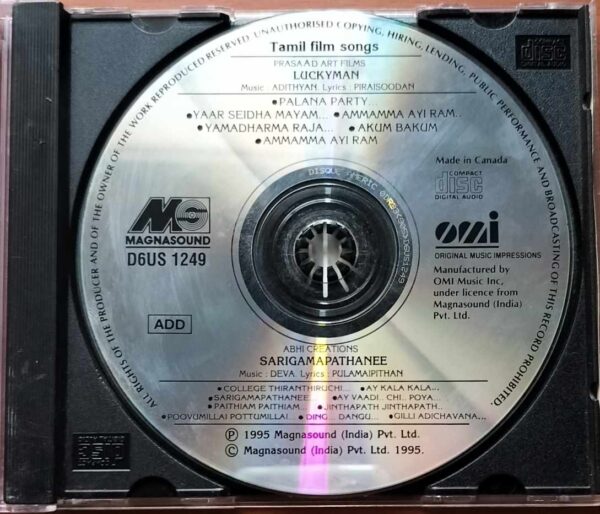 ALL RIGHTS OF THE PRODUCER AND OF THE OWNER OF THE WORK REPRODUCED RESERVED. UNAUTHORISED COPYING, HIRING, LENDING, PUBLIC PERFORMANCE AND BROADCASTING OF THIS RECORD PROHIBITED.
Tamil film songs
PRASAAD ART FILMS
LUCKYMAN
Music : ADITHYAN. Lyrics : PIRAISOODAN
•PALANA PARTY
•YAAR SEIDHA MAYAM... •AMMAMMA AYI RAM..
•YAMADHARMA RAJA... •AKUM BAKUM
•AMMAMMA AYI RAM
MAGNASOUND
D6US 1249
ADD
Made in Canada
COMPACT
disc
DIGITAL AUDIO
omi
ORIGINAL MUSIC IMPRESSIONS
Manufactured by
OMI Music Inc,
under licence from
Magnasound (India)
Pvt. Ltd.
ABHI CREATIONS
SARIGAMAPATHANEE
Music : DEVA. Lyrics : PULAMAIPITHAN
•COLLEGE THIRANTHIRUCHI... •AY KALA KALA...
•SARIGAMAPATHANEE... •AY VAADI.. CHI.. POYA...
•PAITHIAM PAITHIAM... •JINTHAPATH JINTHAPATH..
•POOVUMILLAI POTTUMILLAI.. •DING... DANGU... •GILLI ADICHAVANA...
Ⓟ 1995 Magnasound (India) Pvt. Ltd.
© Magnasound (India) Pvt. Ltd. 1995.
disc
DIGITAL AUDIO